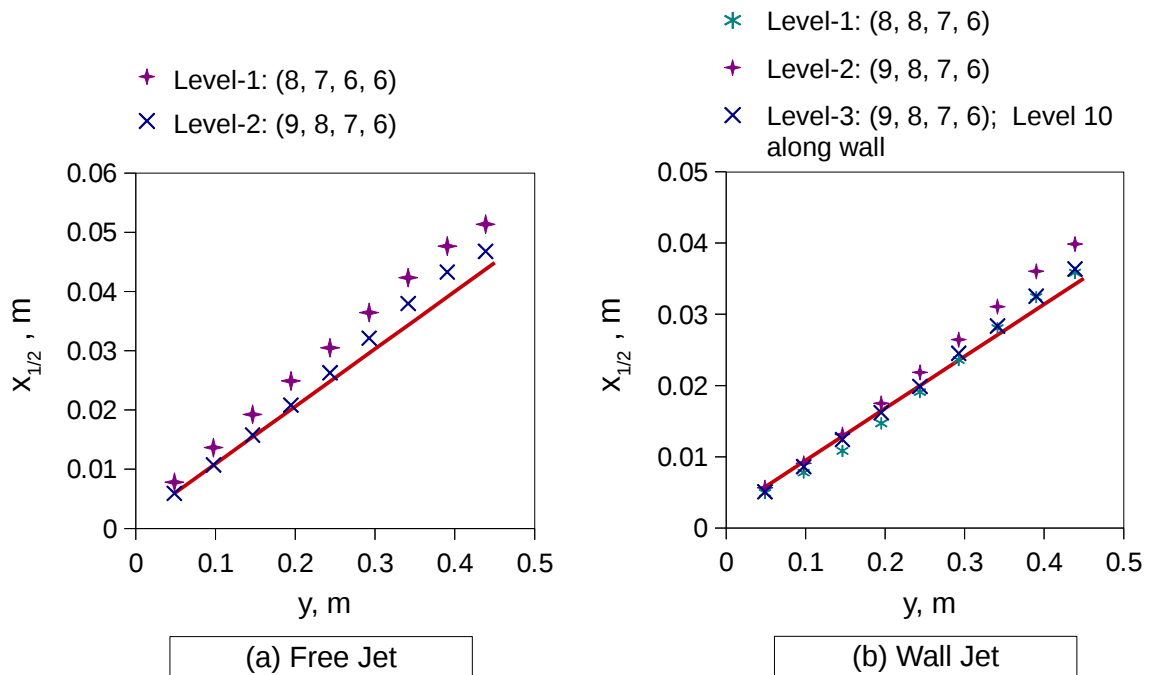 Level-1: (8, 7, 6, 6)
Level-2: (9, 8, 7, 6)
0.06
0.05
0.04
0.03
0.02
0.01
0
0 0.1 0.2 0.3 0.4 0.5
x1/2 , m
y, m
(a) Free Jet
Level-1: (8, 8, 7, 6)
Level-2: (9, 8, 7, 6)
Level-3: (9, 8, 7, 6); Level 10
along wall
0.05
0.04
0.03
0.02
0.01
0
0 0.1 0.2 0.3 0.4 0.5
x1/2 , m
y, m
(b) Wall Jet